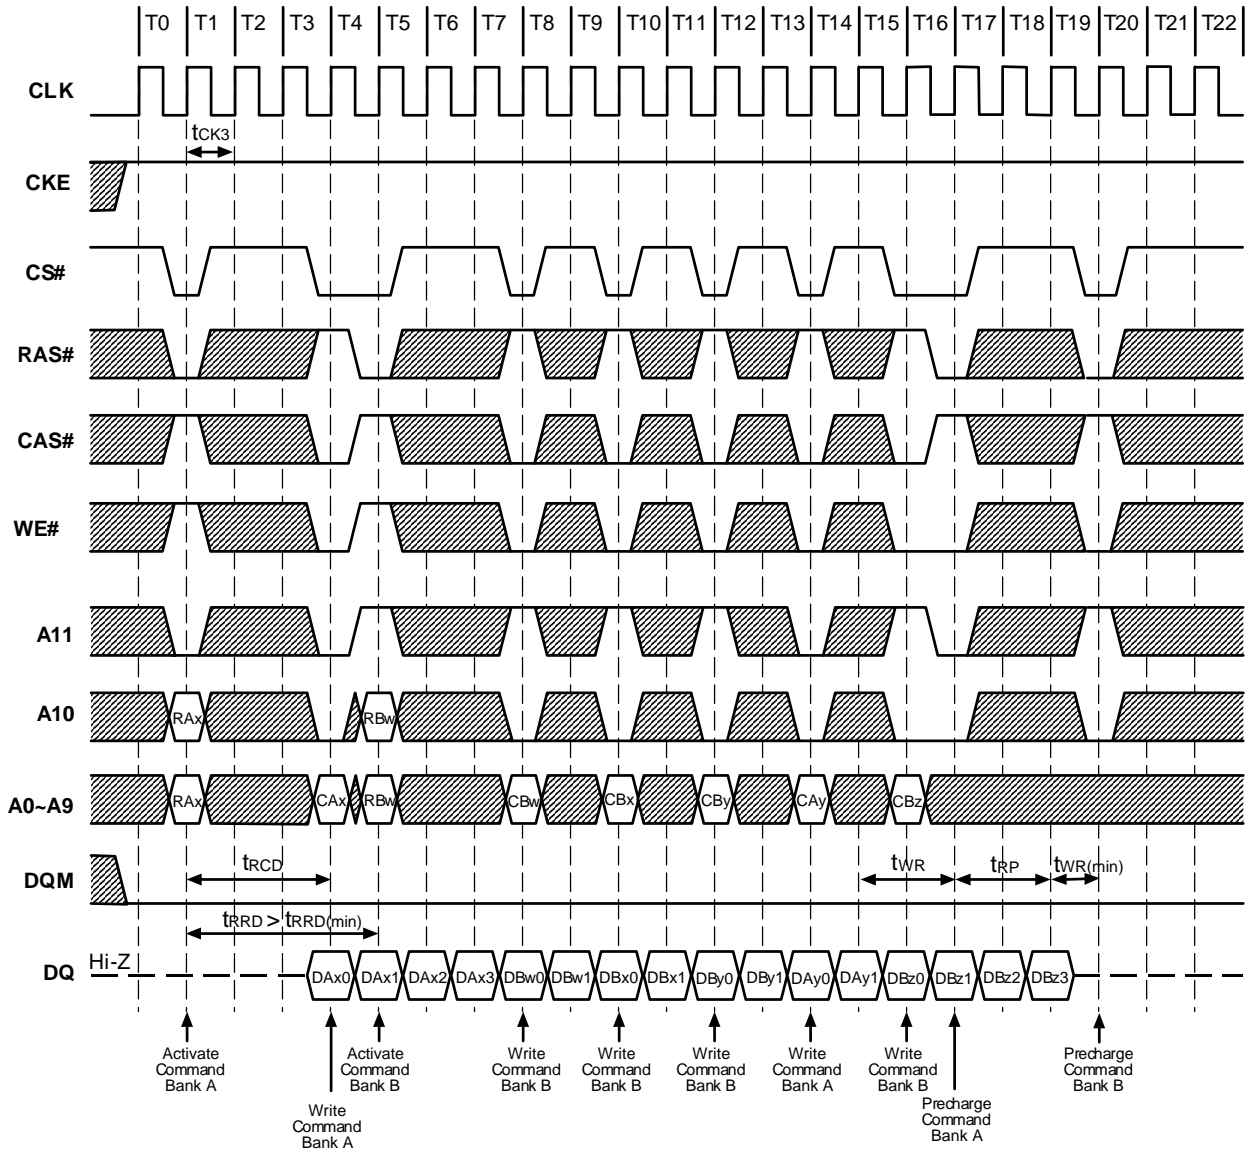 T0 T1 T2 T3 T4 T5 T6 T7 T8 T9 T10 T11 T12 T13 T14 T15 T16 T17 T18 T19 T20 T21 T22
CLK
tCK3
CKE
CS#
RAS#
CAS#
WE#
A11
A10 RAx RBw
A0~A9 RAx CAx RBw CBw CBx CBy CAy CBz
DQM tRCD tWR tRP tWR(min)
tRRD > tRRD(min)
Hi-Z
DQ DAx0 DAx1 DAx2 DAx3 DBw0 DBw1 DBx0 DBx1 DBy0 DBy1 DAy0 DAy1 DBz0 DBz1 DBz2 DBz3
Activate
Command
Bank A
Write
Command
Bank A
Activate
Command
Bank B
Write
Command
Bank B
Write
Command
Bank B
Write
Command
Bank B
Write
Command
Bank A
Write
Command
Bank B
Precharge
Command
Bank A
Precharge
Command
Bank B